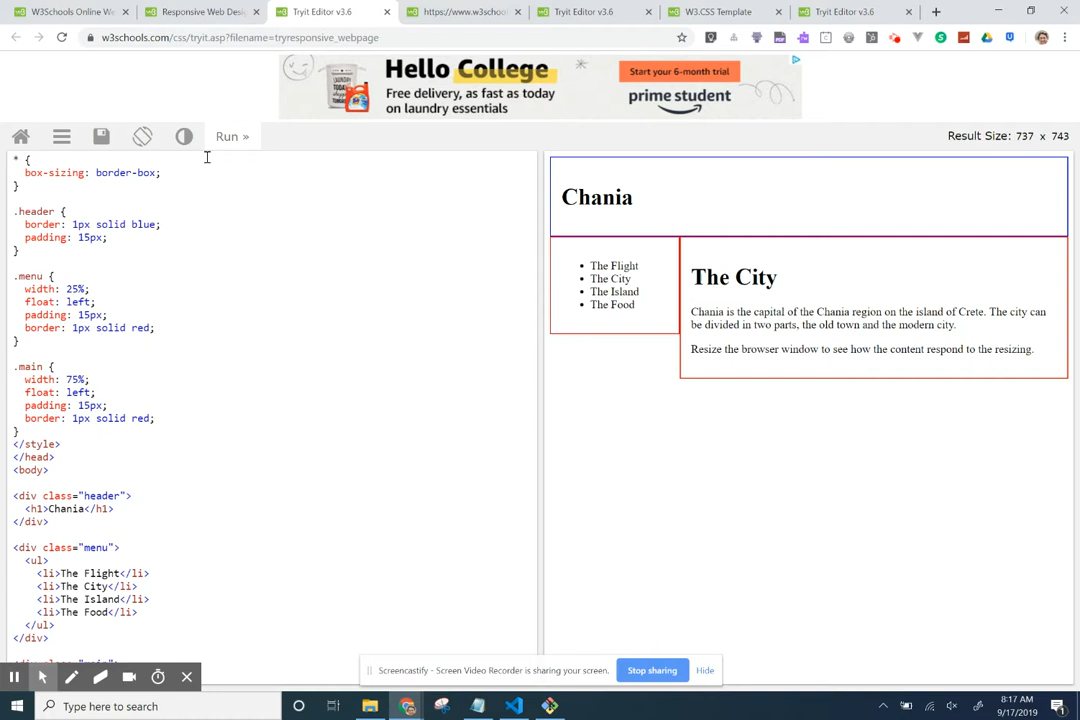 W3Schools Online We
Responsive Web Desi
Tryit Editor v3.6
https://www.w3school
Tryit Editor v3.6
W3.CSS Template
Tryit Editor v3.6
w3schools.com/css/tryit.asp?filename=tryresponsive_webpage
Hello College
Free delivery, as fast as today
on laundry essentials
Start your 6-month trial
prime student
Run »
Result Size: 737 x 743
* {
box-sizing: border-box;
}
.header {
border: 1px solid blue;
padding: 15px;
}
.menu {
width: 25%;
float: left;
padding: 15px;
border: 1px solid red;
}
.main {
width: 75%;
float: left;
padding: 15px;
border: 1px solid red;
}
</style>
</head>
<body>
<div class="header">
<h1>Chania</h1>
</div>
<div class="menu">
<ul>
<li>The Flight</li>
<li>The City</li>
<li>The Island</li>
<li>The Food</li>
</ul>
</div>
Chania
The Flight
The City
The Island
The Food
The City
Chania is the capital of the Chania region on the island of Crete. The city can
be divided in two parts, the old town and the modern city.
Resize the browser window to see how the content respond to the resizing.
Screencastify - Screen Video Recorder is sharing your screen.
Stop sharing
Hide
Type here to search
8:17 AM
9/17/2019